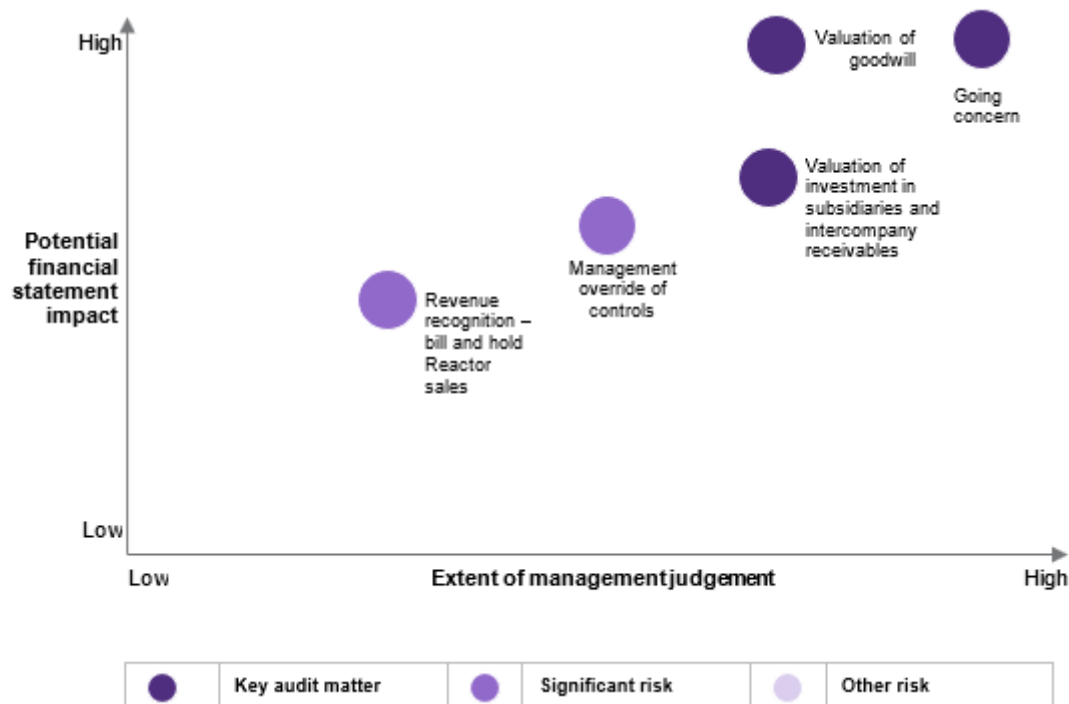 High
Valuation of
goodwill
Going
concern
Valuation of
investment in
subsidiaries and
intercompany
receivables
Potential
financial
statement
impact
Management
override of
controls
Revenue
recognition –
bill and hold
Reactor
sales
Low
Low
Extent of management judgement
High
Key audit matter
Significant risk
Other risk